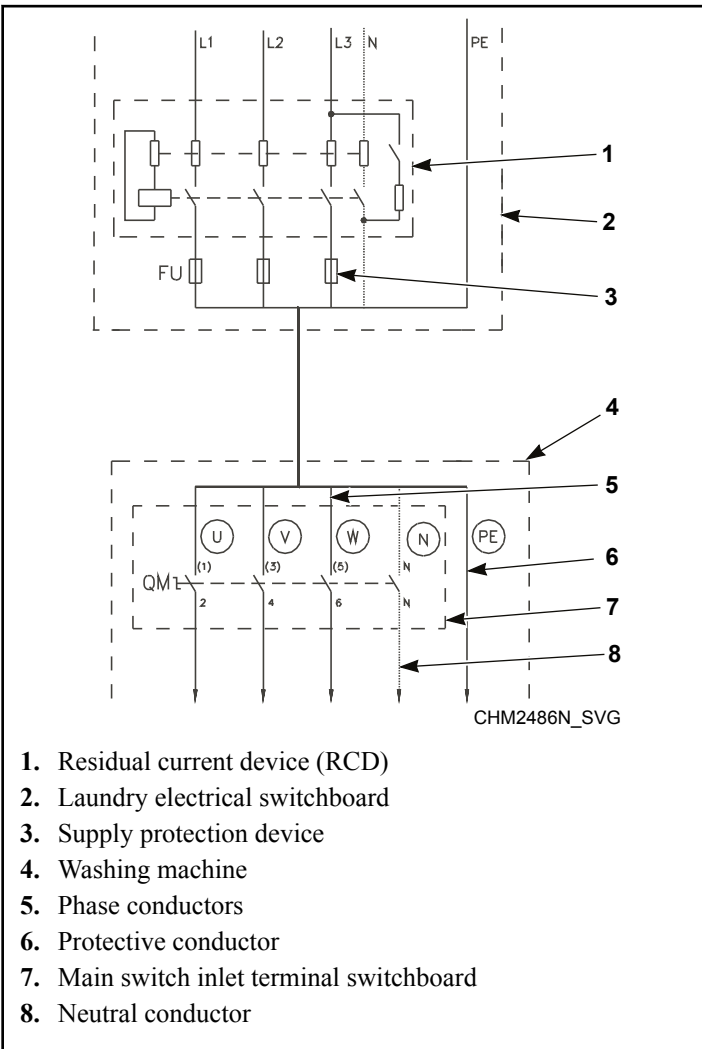 L1 L2 L3 N PE
1
2
FU
3
4
5
U V W N PE
(1) (3) (5) N
6
QM
2 4 6 N
7
8
CHM2486N_SVG
1. Residual current device (RCD)
2. Laundry electrical switchboard
3. Supply protection device
4. Washing machine
5. Phase conductors
6. Protective conductor
7. Main switch inlet terminal switchboard
8. Neutral conductor